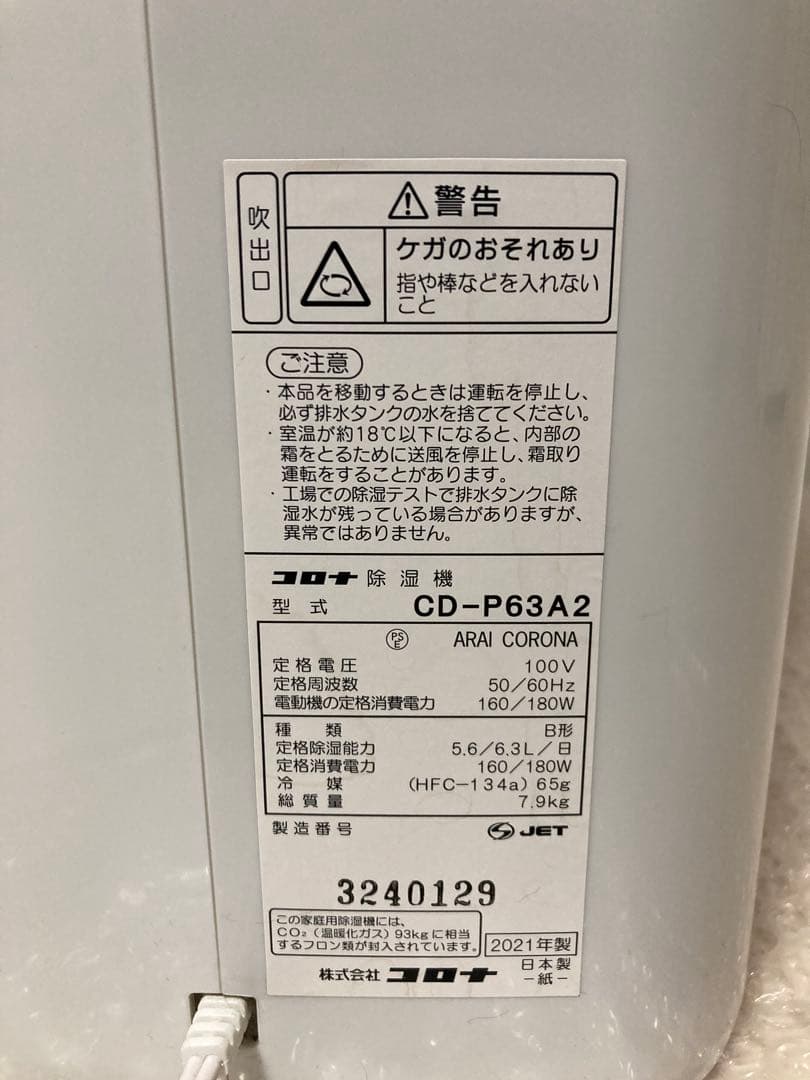 吹出口
警告
ケガのおそれあり
指や棒などを入れない
こと
ご注意
・本品を移動するときは運転を停止し、
必ず排水タンクの水を捨ててください。
・室温が約18℃以下になると、内部の
霜をとるために送風を停止し、霜取り
運転をすることがあります。
・工場での除湿テストで排水タンクに除
湿水が残っている場合がありますが、
異常ではありません。
コロナ 除湿機
型式 CD-P63A2
PSE ARAI CORONA
定格電圧 100V
定格周波数 50/60Hz
電動機の定格消費電力 160/180W
種類 B形
定格除湿能力 5.6/6.3L/日
定格消費電力 160/180W
冷媒 (HFC-134a) 65g
総質量 7.9kg
製造番号 JET
3240129
この家庭用除湿機には、
CO₂（温暖化ガス）93kgに相当
するフロン類が封入されています。
2021年製
株式会社 コロナ 日本製
-紙-